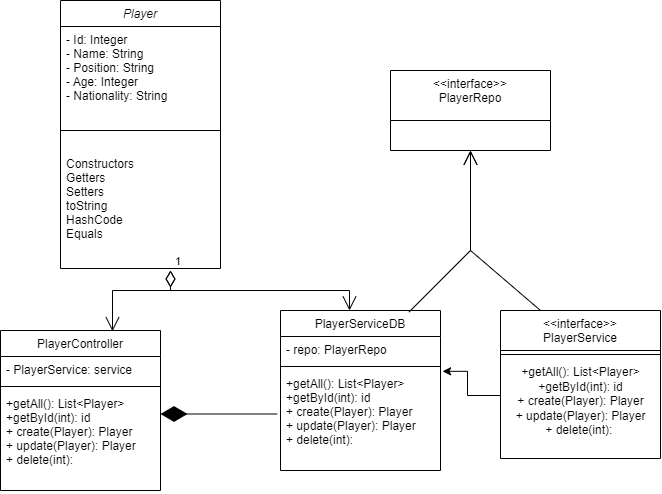 Player
- Id: Integer
- Name: String
- Position: String
- Age: Integer
- Nationality: String
Constructors
Getters
Setters
toString
HashCode
Equals
1
<<interface>>
PlayerRepo
PlayerController
- PlayerService: service
+getAll(): List<Player>
+getById(int): id
+ create(Player): Player
+ update(Player): Player
+ delete(int):
PlayerServiceDB
- repo: PlayerRepo
+getAll(): List<Player>
+getById(int): id
+ create(Player): Player
+ update(Player): Player
+ delete(int):
<<interface>>
PlayerService
+getAll(): List<Player>
+getById(int): id
+ create(Player): Player
+ update(Player): Player
+ delete(int):